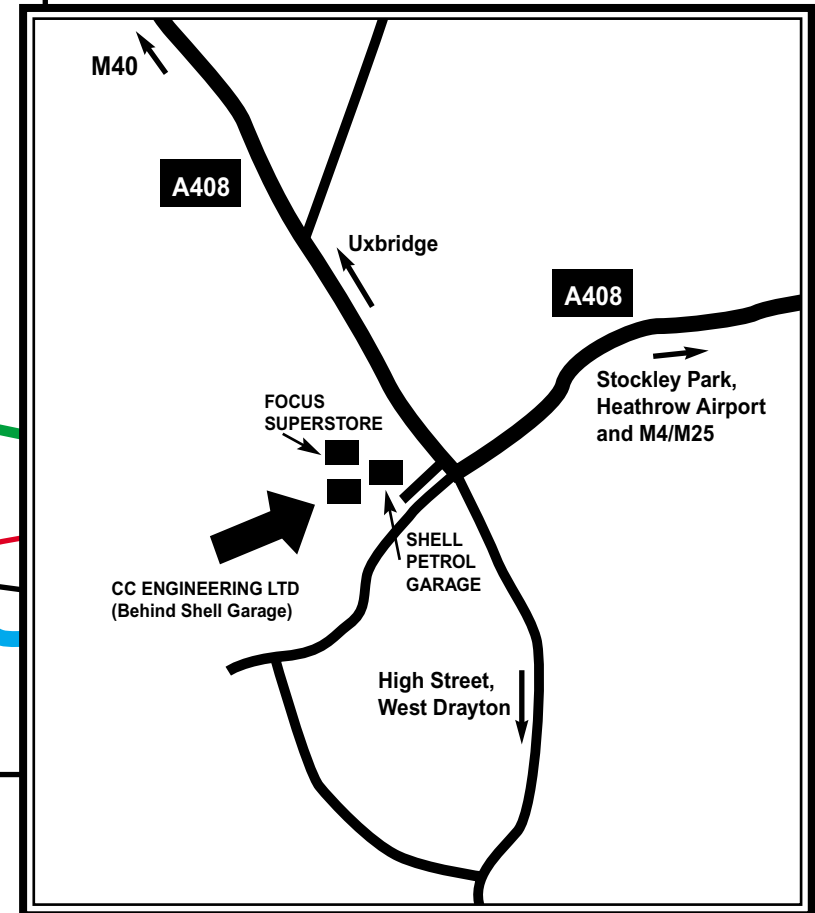 M40
A408
Uxbridge
A408
Stockley Park,
Heathrow Airport
and M4/M25
FOCUS
SUPERSTORE
SHELL
PETROL
GARAGE
CC ENGINEERING LTD
(Behind Shell Garage)
High Street,
West Drayton